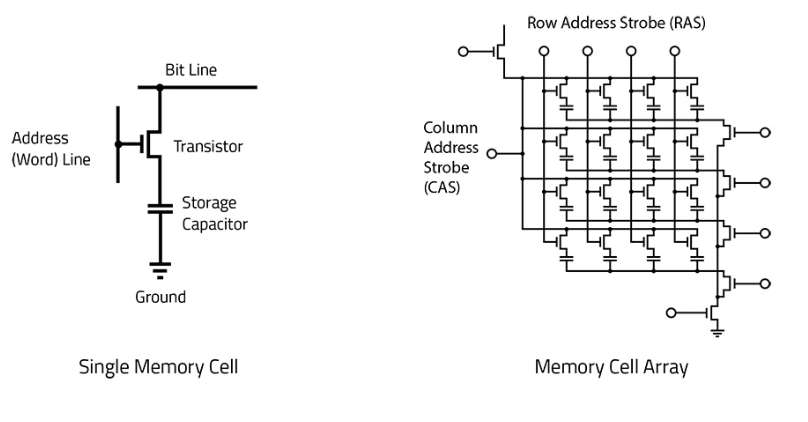 Bit Line
Address
(Word) Line
Transistor
Storage
Capacitor
Ground
Single Memory Cell
Row Address Strobe (RAS)
Column
Address
Strobe
(CAS)
Memory Cell Array